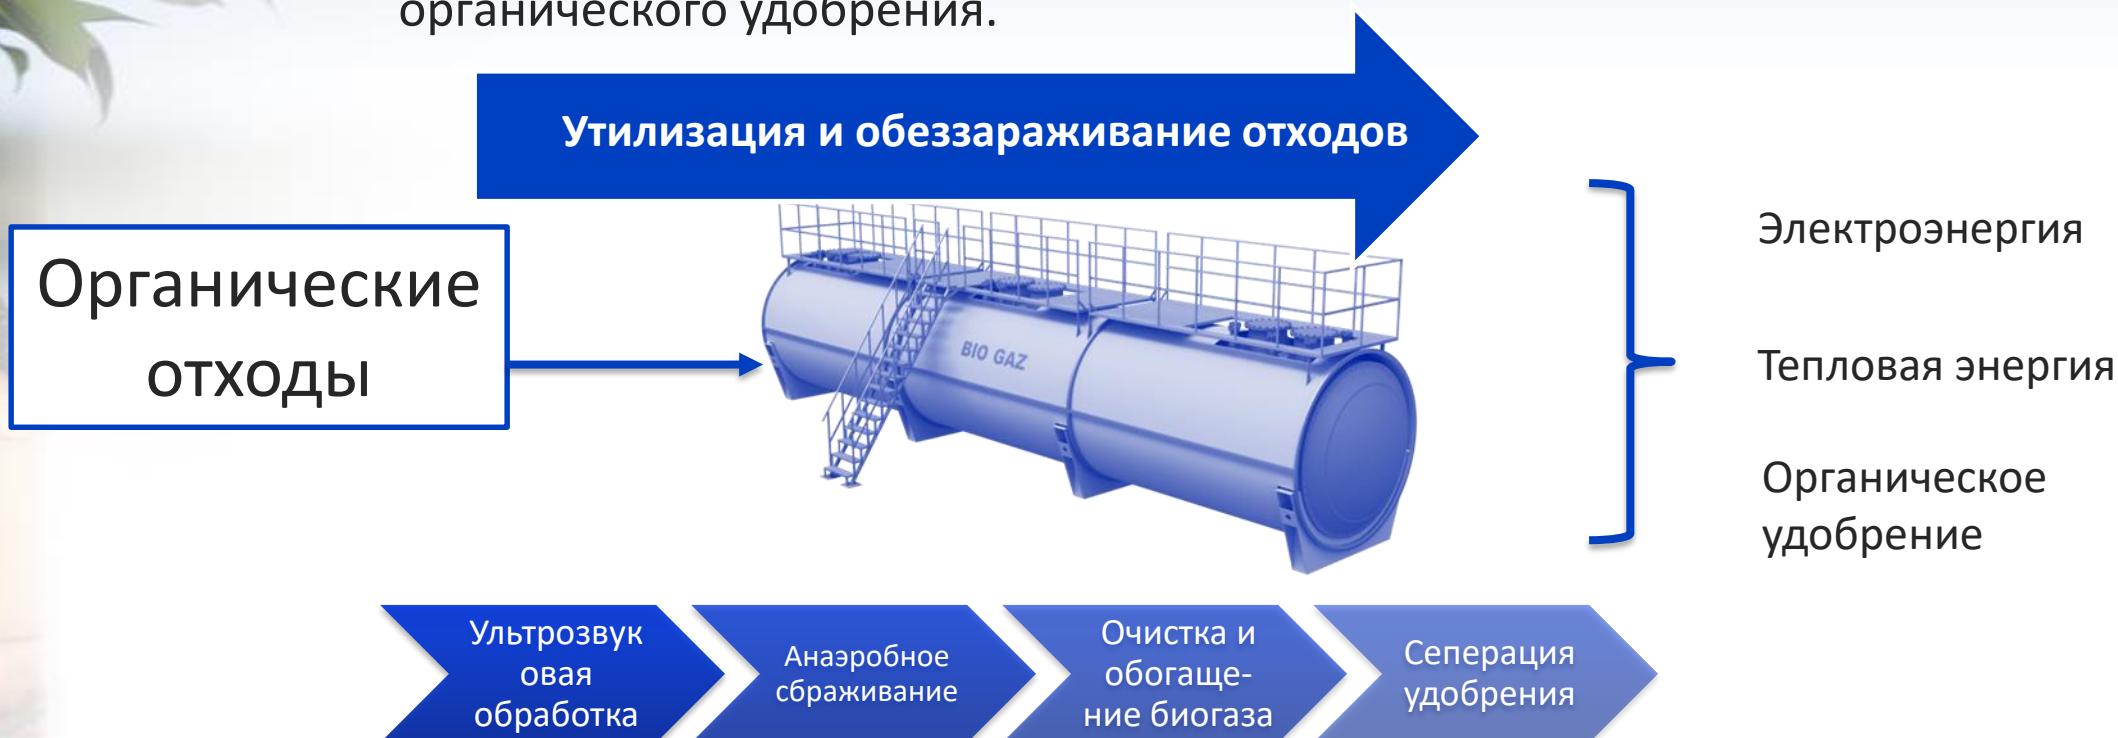 органического удобрения.
Утилизация и обеззараживание отходов
Органические
отходы
BIO GAZ
Электроэнергия
Тепловая энергия
Органическое
удобрение
Ультрозвук
овая
обработка
Анаэробное
сбраживание
Очистка и
обогаще-
ние биогаза
Сеперация
удобрения